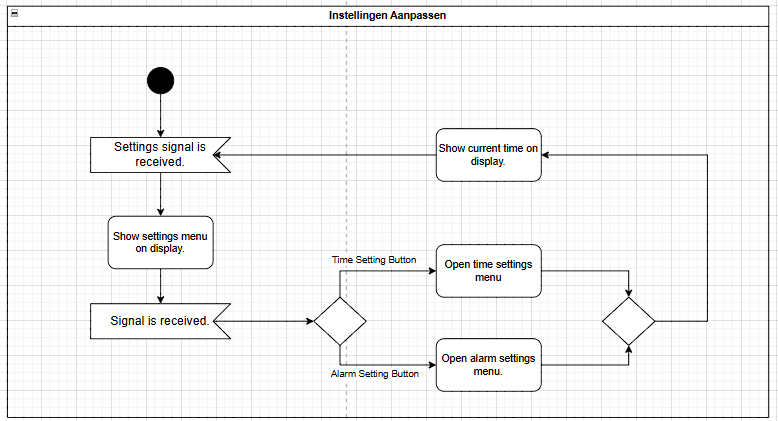 Instellingen Aanpassen
Settings signal is
received.
Show current time on
display.
Show settings menu
on display.
Time Setting Button
Open time settings
menu
Signal is received.
Open alarm settings
menu.
Alarm Setting Button